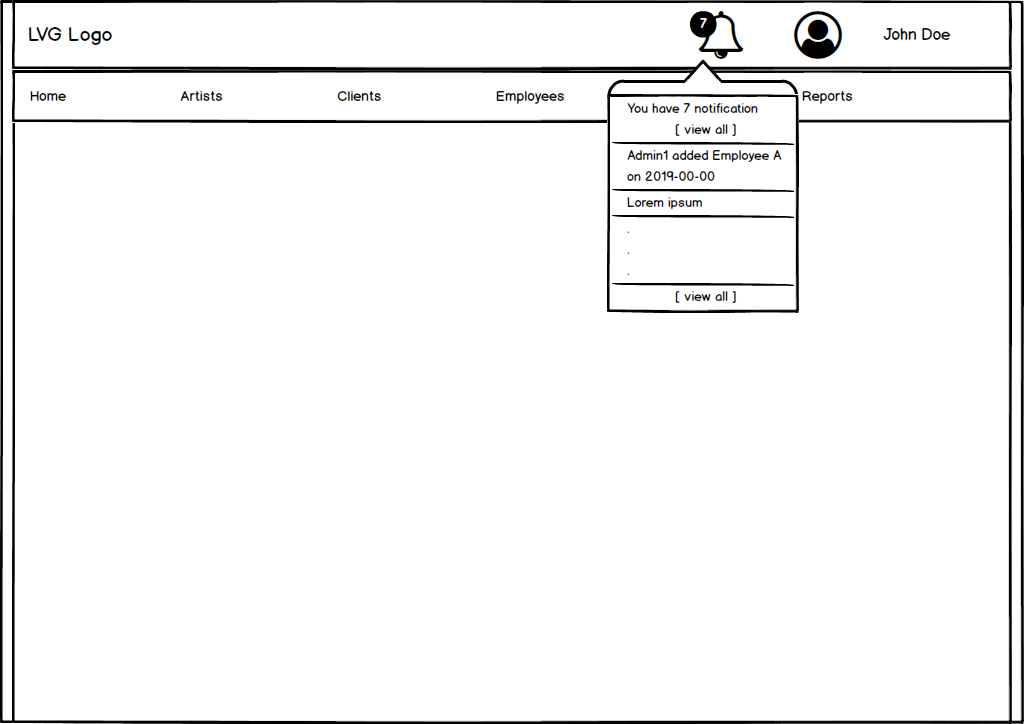 LVG Logo
7
John Doe
Home
Artists
Clients
Employees
Reports
You have 7 notification
[ view all ]
Admin1 added Employee A
on 2019-00-00
Lorem ipsum
.
.
.
[ view all ]